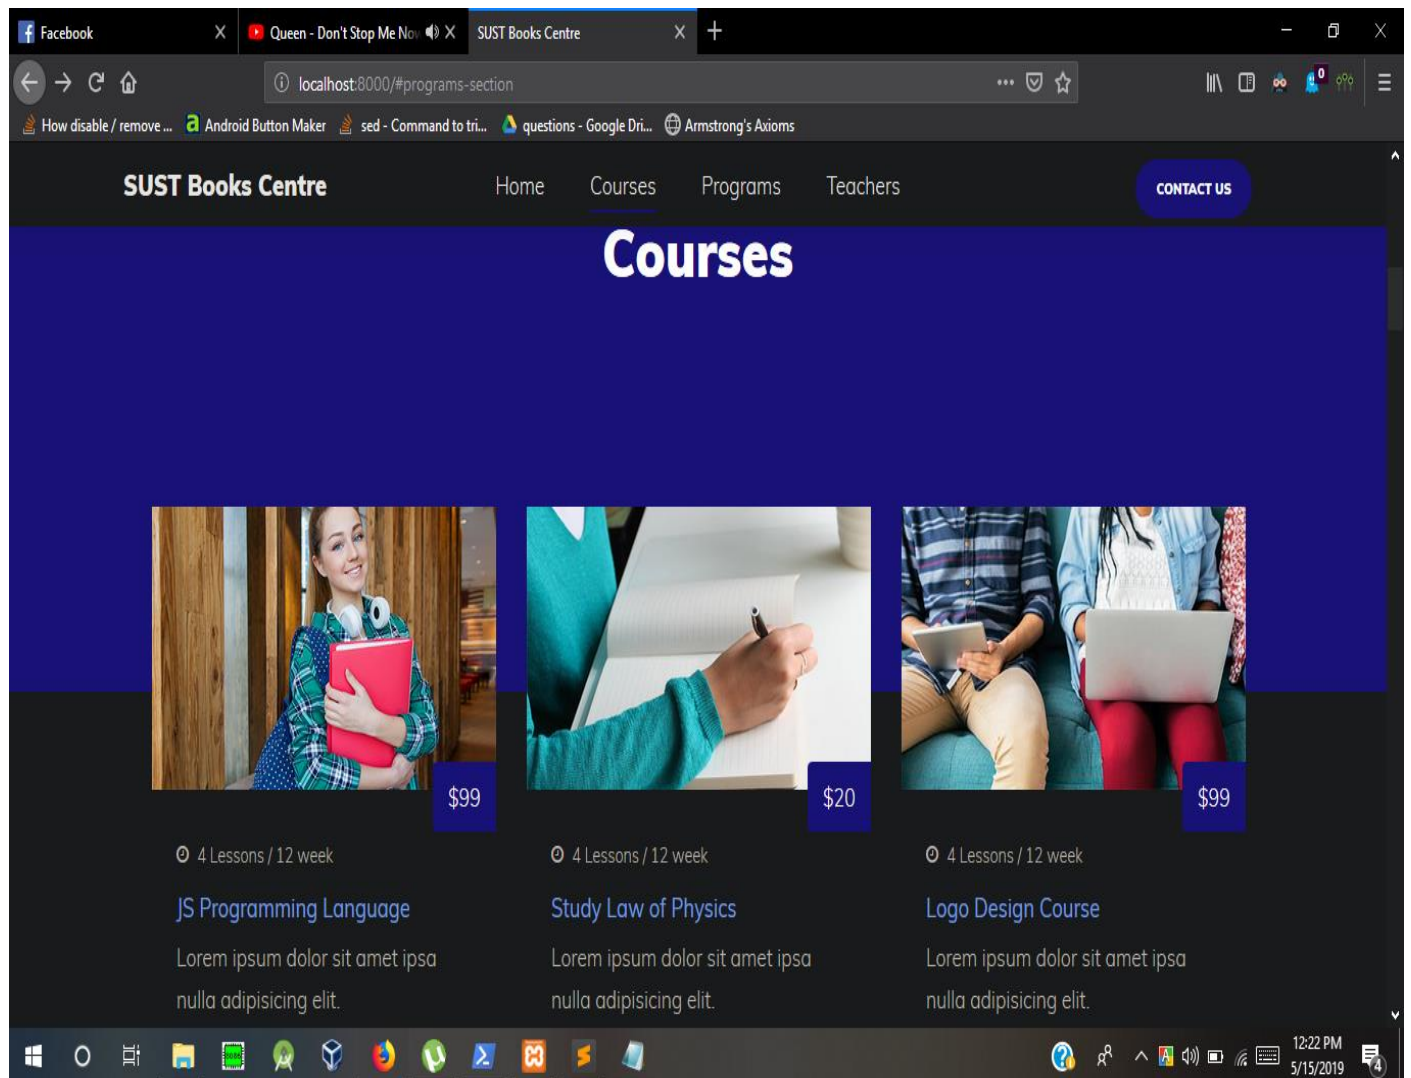 Facebook
Queen - Don't Stop Me Nov
SUST Books Centre
localhost:8000/#programs-section
0
How disable / remove ...
Android Button Maker
sed - Command to tri...
questions - Google Dri...
Armstrong's Axioms
SUST Books Centre
Home
Courses
Programs
Teachers
CONTACT US
Courses
$99
$20
$99
4 Lessons / 12 week
4 Lessons / 12 week
4 Lessons / 12 week
JS Programming Language
Study Law of Physics
Logo Design Course
Lorem ipsum dolor sit amet ipsa
nulla adipisicing elit.
Lorem ipsum dolor sit amet ipsa
nulla adipisicing elit.
Lorem ipsum dolor sit amet ipsa
nulla adipisicing elit.
12:22 PM
5/15/2019
4